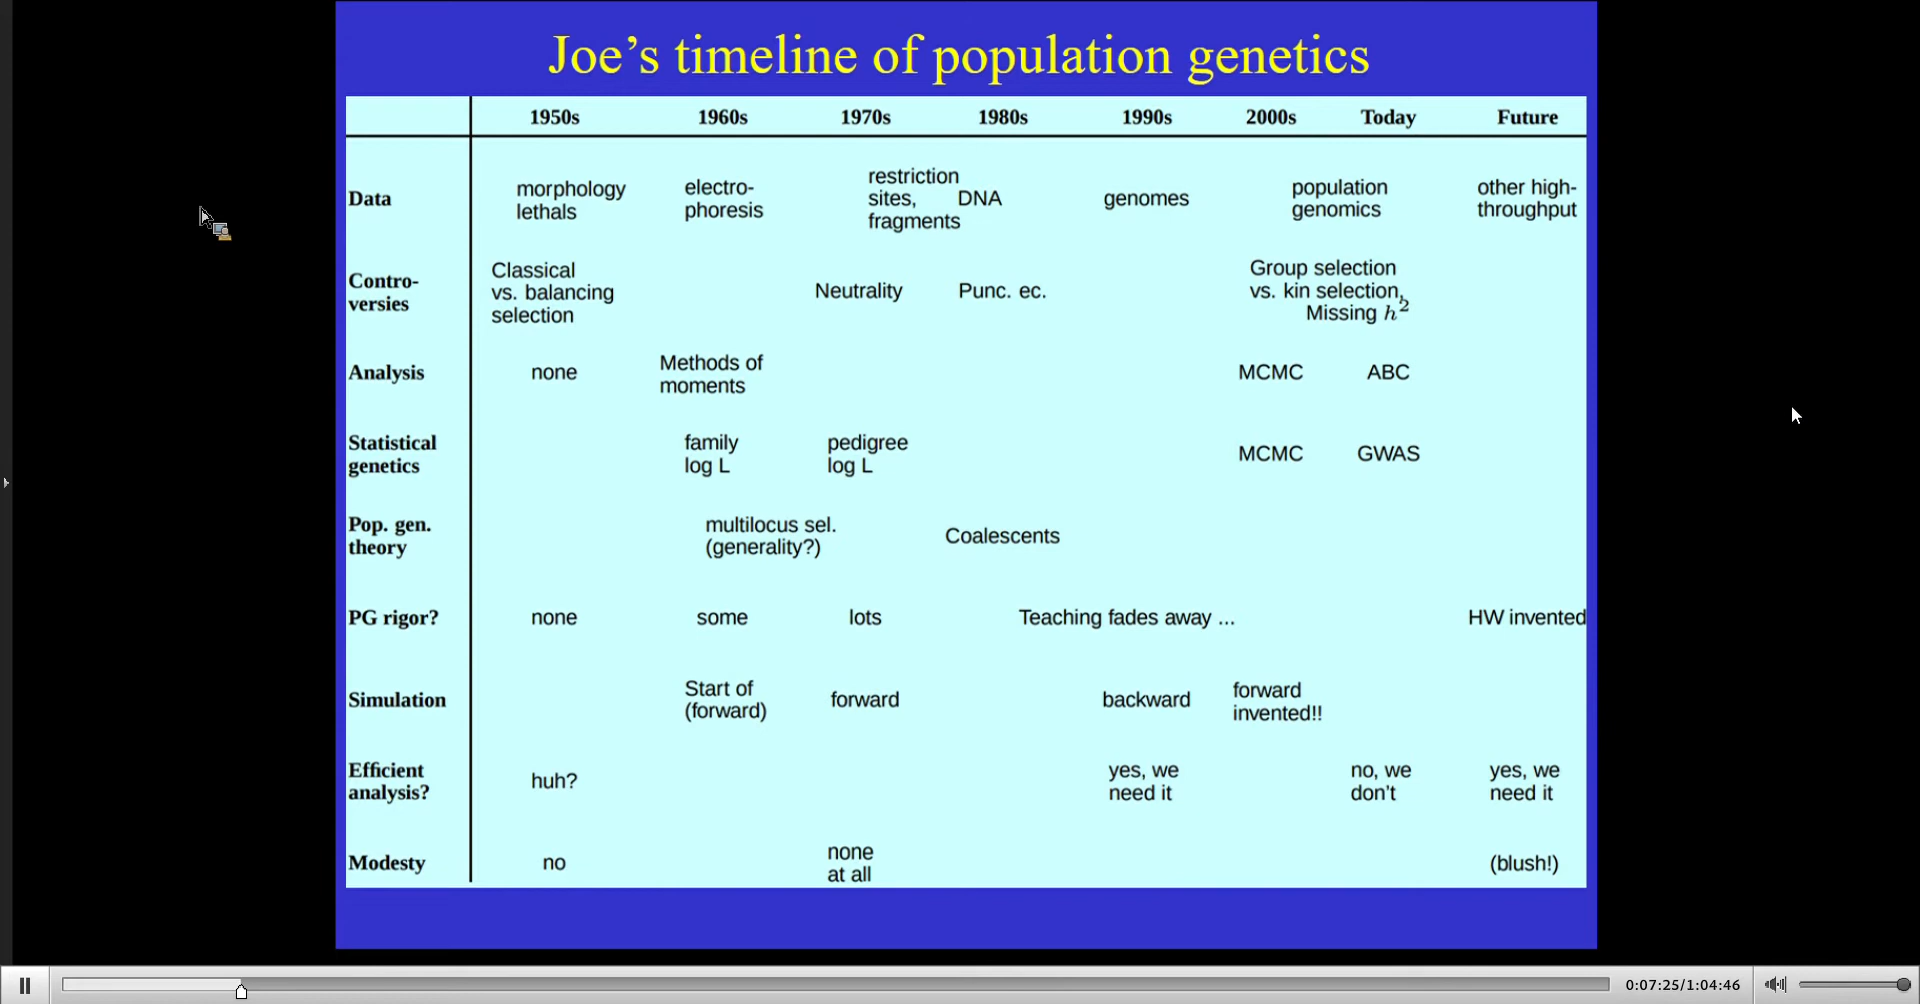 Joe's timeline of population genetics
1950s 1960s 1970s 1980s 1990s 2000s Today Future
Data
morphology
lethals
electro-
phoresis
restriction
sites, DNA
fragments
genomes
population
genomics
other high-
throughput
Contro-
versies
Classical
vs. balancing
selection
Neutrality
Punc. ec.
Group selection
vs. kin selection,
Missing h²
Analysis
none
Methods of
moments
MCMC
ABC
Statistical
genetics
family
log L
pedigree
log L
MCMC
GWAS
Pop. gen.
theory
multilocus sel.
(generality?)
Coalescents
PG rigor?
none
some
lots
Teaching fades away ...
HW invented
Simulation
Start of
(forward)
forward
backward
forward
invented!!
Efficient
analysis?
huh?
yes, we
need it
no, we
don't
yes, we
need it
Modesty
no
none
at all
(blush!)
0:07:25/1:04:46